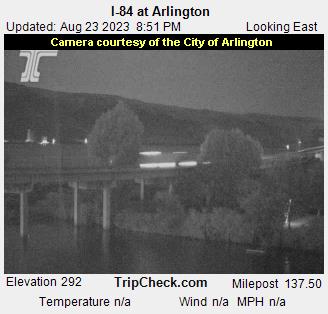 I-84 at Arlington
Updated: Aug 23 2023 8:51 PM Looking East
Camera courtesy of the City of Arlington
Elevation 292 TripCheck.com Milepost 137.50
Temperature n/a Wind n/a MPH n/a